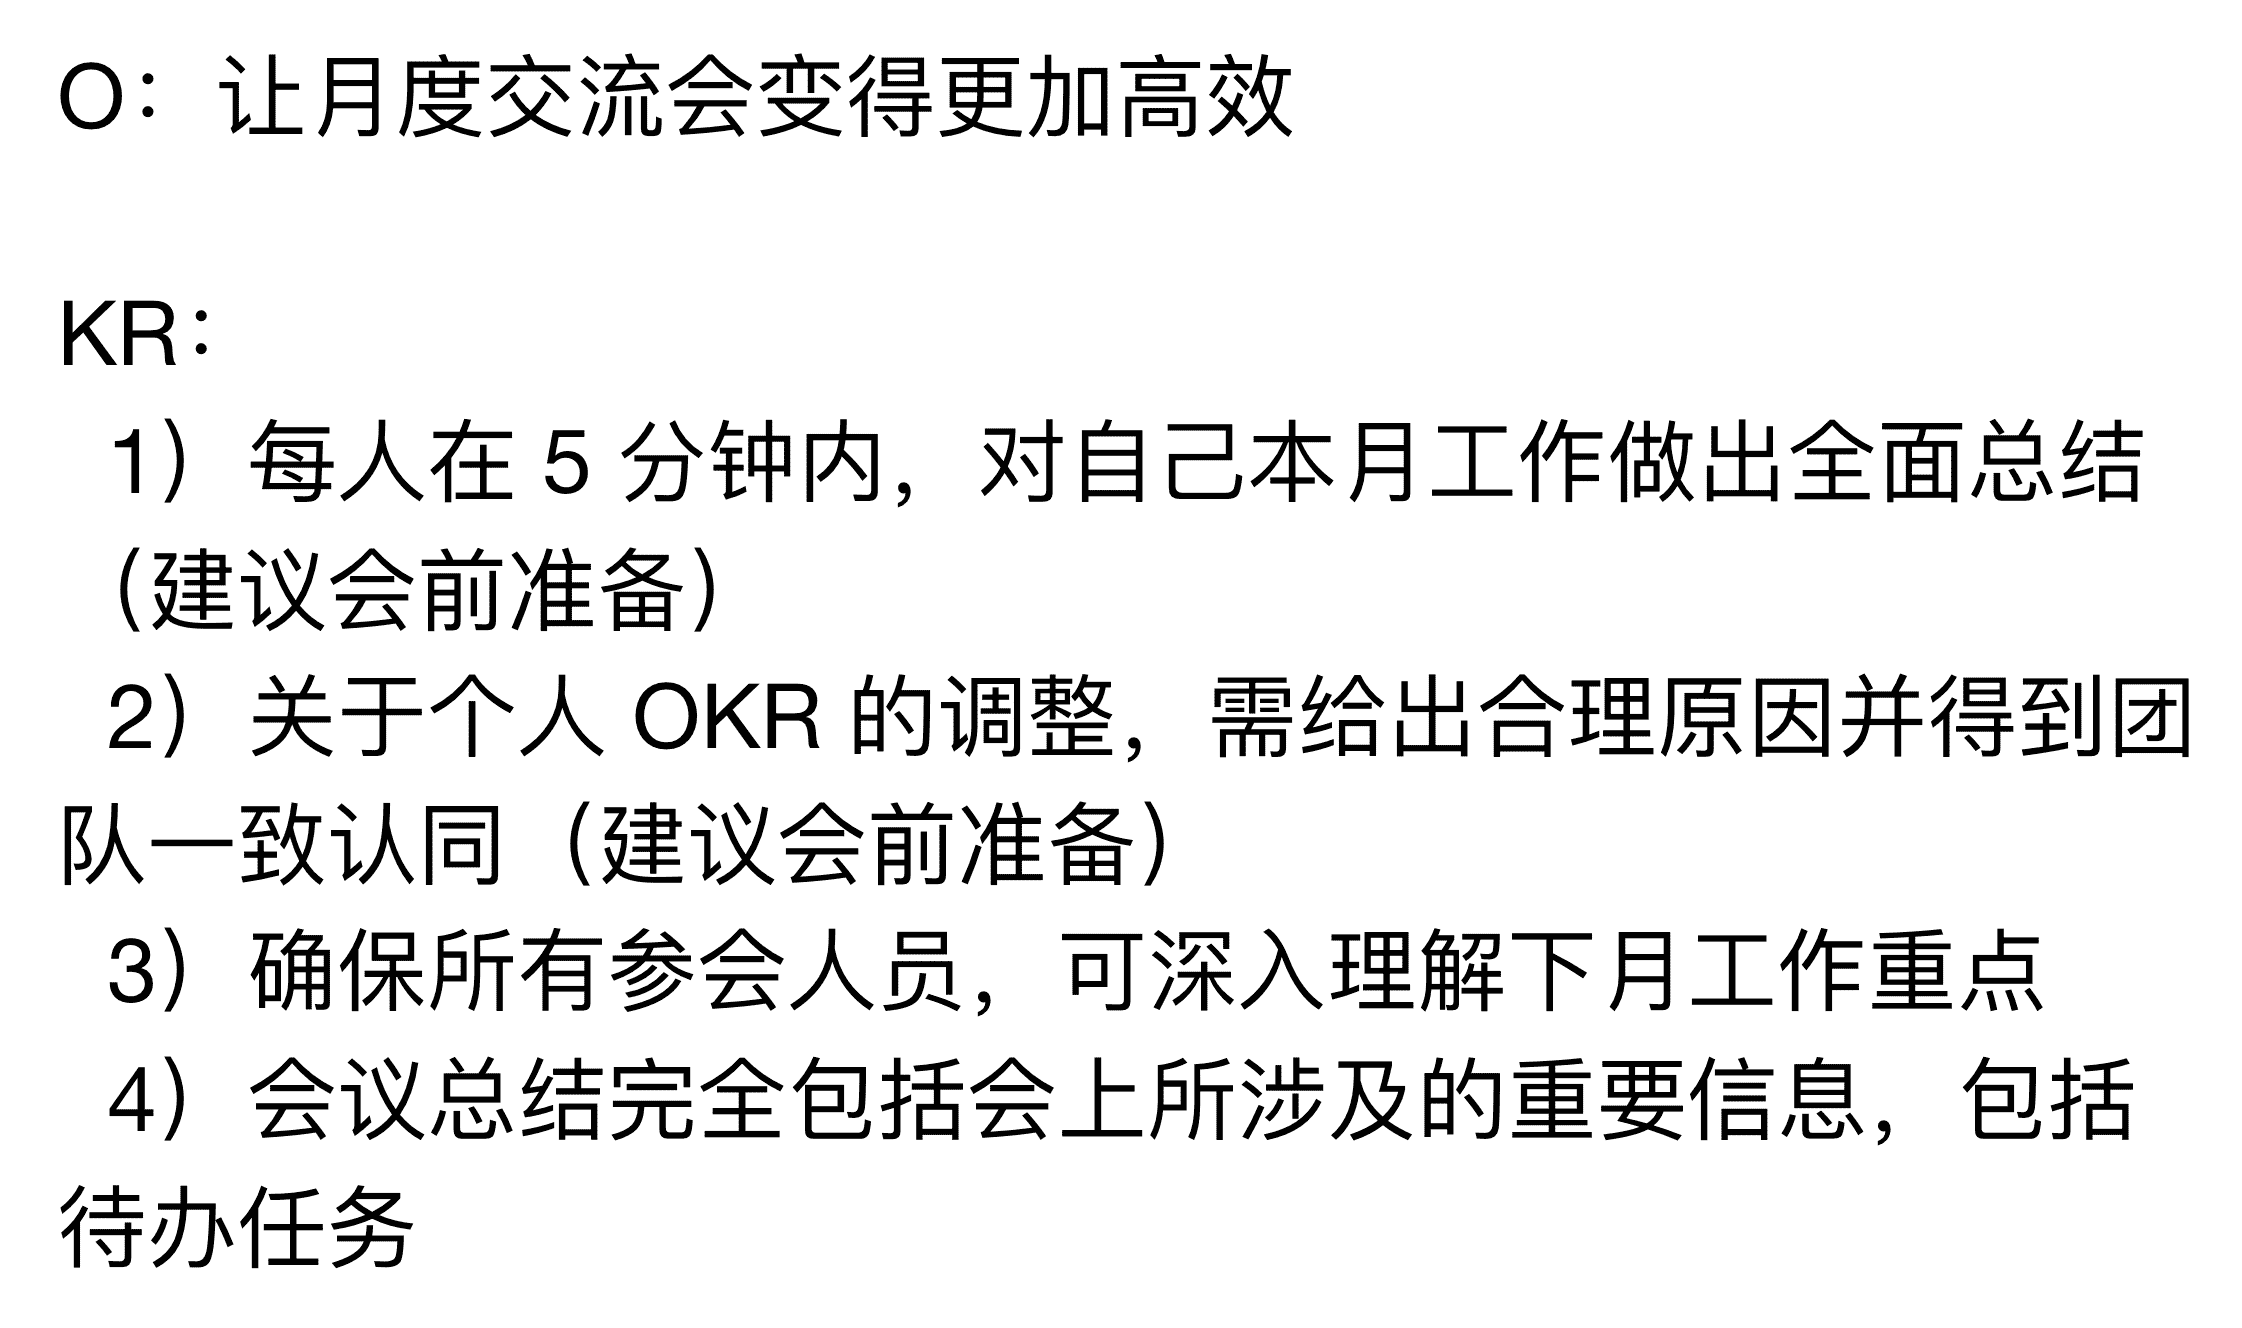 O：让月度交流会变得更加高效
KR：
1）每人在 5 分钟内，对自己本月工作做出全面总结
（建议会前准备）
2）关于个人 OKR 的调整，需给出合理原因并得到团
队一致认同（建议会前准备）
3）确保所有参会人员，可深入理解下月工作重点
4）会议总结完全包括会上所涉及的重要信息，包括
待办任务